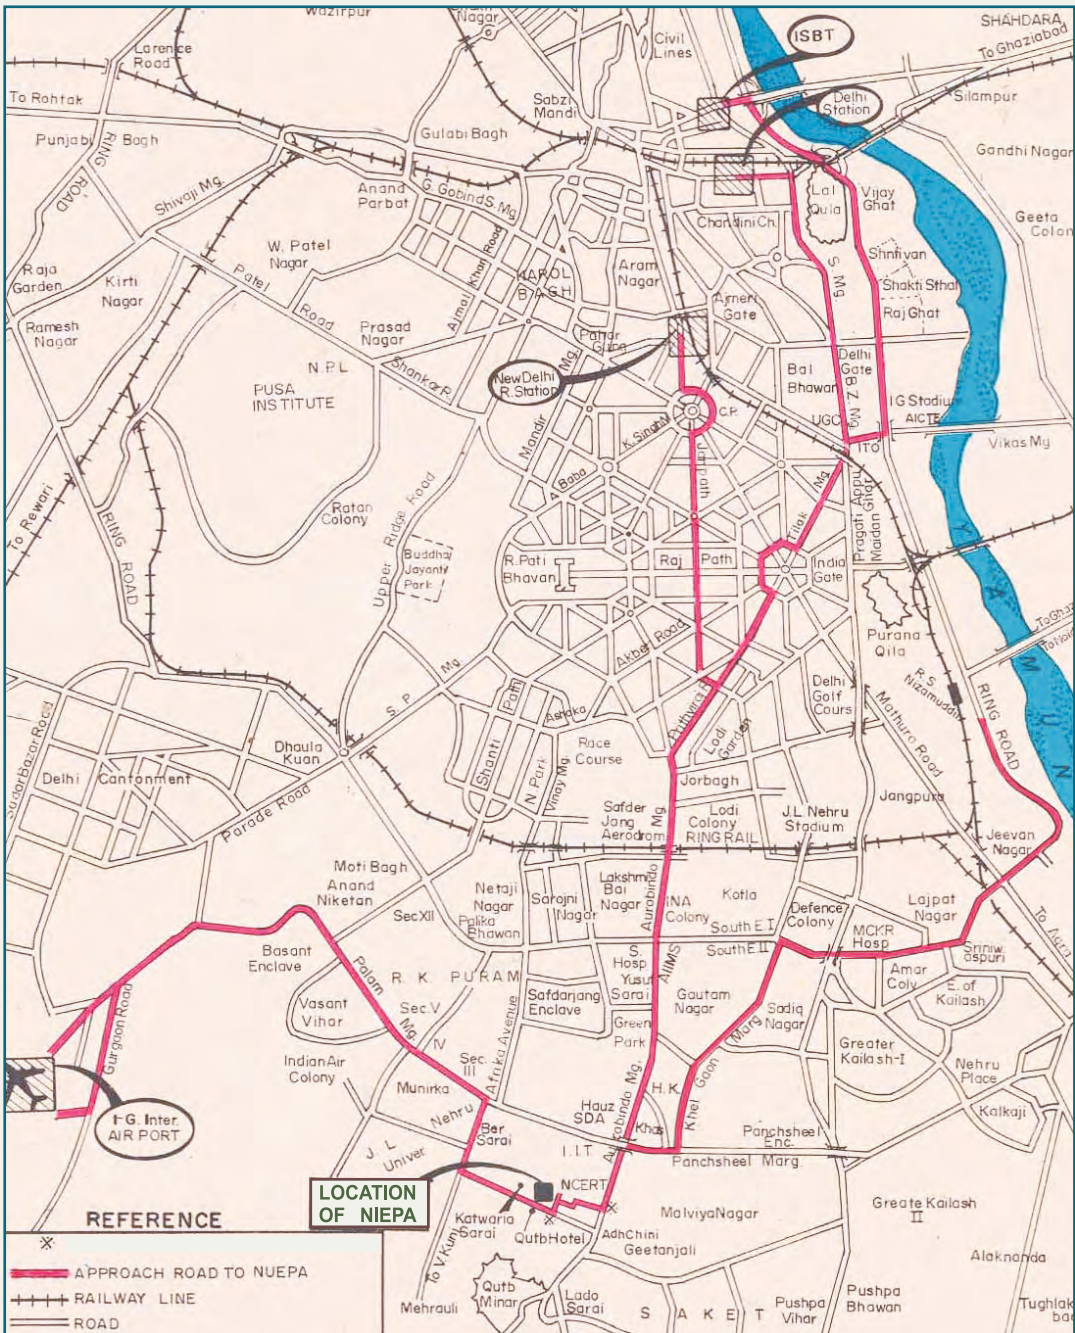 Wazirpur
Nagar
Civil
Lines
ISBT
SHAHDARA
To Ghaziabad
Larence
Road
To Rohtak
Sabzi
Mandi
Delhi
Station
Silampur
Punjabi Bagh
RING
ROAD
Gulabi Bagh
Gandhi Nagar
Shivaji Mg.
Anand
Parbat
G. Gobind S. Mg
Lal
Qula
Vijay
Ghat
Chandini Ch.
Geeta
Colon
W. Patel
Nagar
Ajmal Khan Road
KAROL
BAGH
Aram
Nagar
S. Mg.
Shntivan
Shakti Sthal
Raj Ghat
Raja
Garden
Kirti
Nagar
Patel
Road
Ajmeri
Gate
Ramesh
Nagar
Prasad
Nagar
Pahar
Gunj
N.P.L
Shankar R.
Mg.
Delhi
Gate
Bal
Bhawan
B.Z. Mg
PUSA
INSTITUTE
New Delhi
R. Station
C.P.
UGC
I G Stadium
AICTE
Mandir
K. Singh M
Janpath
ITO
Vikas Mg
To Rewari
A Baba
Tilak Mg
Appu
Ghar
Pragati
Maidan
Ratan
Colony
Upper Ridge Road
RING
ROAD
Buddha
Jayanti
Park
R. Pati
Bhavan
Raj Path
India
Gate
YAMUN
Akber Road
Purana
Qila
R. S.
Nizamuddin
S. P. Mg.
Path
Shanti
Ashaka
Delhi
Golf
Cours
RING ROAD
Mathura Road
Sadar Bazar Road
Dhaula
Kuan
Race
Course
Lodi
Garden
Delhi Cantonment
N Park
Vinay Mg.
Jorbagh
Jangpura
Parade Road
Safder
Jang
Aerodrom
Mg.
Lodi
Colony
RING RAIL
J.L. Nehru
Stadium
Jeevan
Nagar
Moti Bagh
Anand
Niketan
Netaji
Nagar
Sarojni
Nagar
Lakshmi
Bai
Nagar
Aurobindo
INA
Colony
Kotla
Defence
Colony
Lajpat
Nagar
To
Agra
Sec XII
Palika
Bhawan
South E I
MCKR
Hosp
Basant
Enclave
Palam
Mg.
R. K. PURAM
S.
Hosp
Yusuf
Sarai
AIIMS
South E II
Sriniw
aspuri
Amar
Colv
E. of
Kailash
Vasant
Vihar
Sec. V
IV
Safdarjang
Enclave
Gautam
Nagar
Sadiq
Nagar
Gurgaon Road
Indian Air
Colony
Sec.
III
Afrika Avenue
Green
Park
Khel Gaon Marg
Greater
Kailash-I
Nehru
Place
Munirka
Aurobindo Mg.
H. K.
Kalkaji
I-G. Inter.
AIR PORT
Nehru
J. L
Univer
Ber
Sarai
Hauz
SDA
Khas
Panchsheel
Enc.
I. I. T.
Panchsheel Marg.
LOCATION
OF NIEPA
NCERT
Greate Kailash
II
REFERENCE
Katwaria
Sarai
Qutb Hotel
Malviya Nagar
AdhChini
Geetanjali
Alaknanda
To V. Kunj
APPROACH ROAD TO NUEPA
RAILWAY LINE
ROAD
Mehrauli
Qutb
Minar
Lado
Sarai
SAKET
Pushpa
Vihar
Pushpa
Bhawan
Tughlak